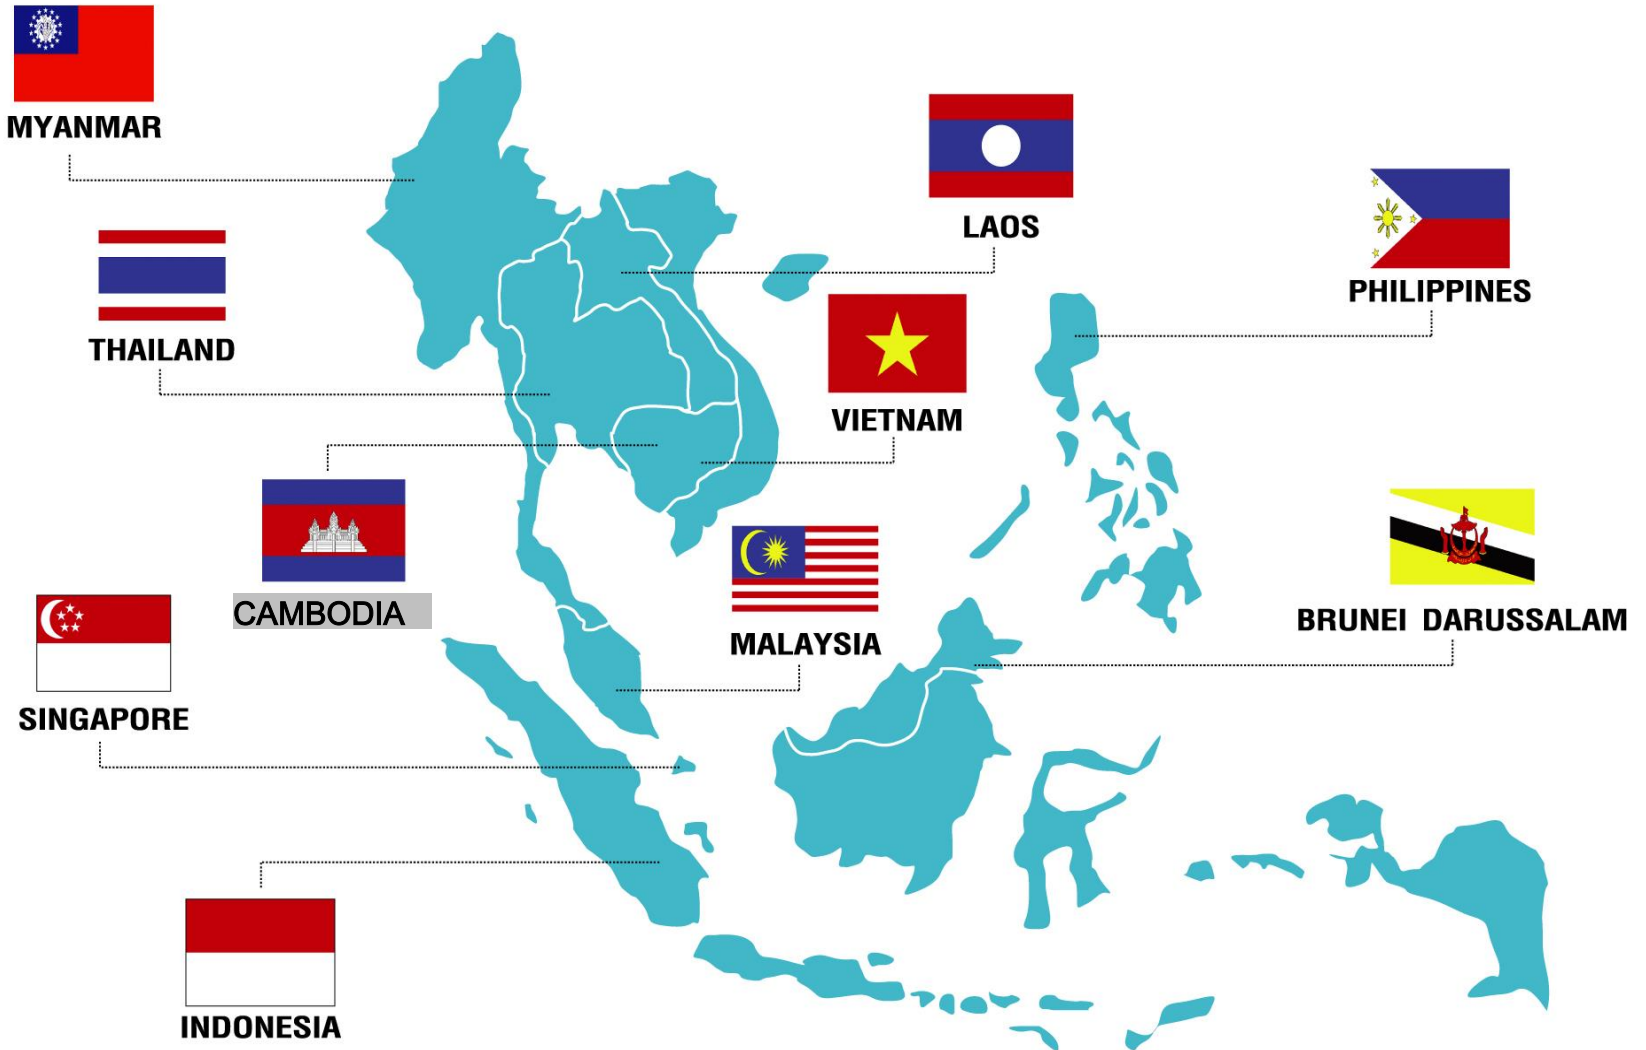 MYANMAR
LAOS
PHILIPPINES
THAILAND
VIETNAM
CAMBODIA
MALAYSIA
BRUNEI DARUSSALAM
SINGAPORE
INDONESIA